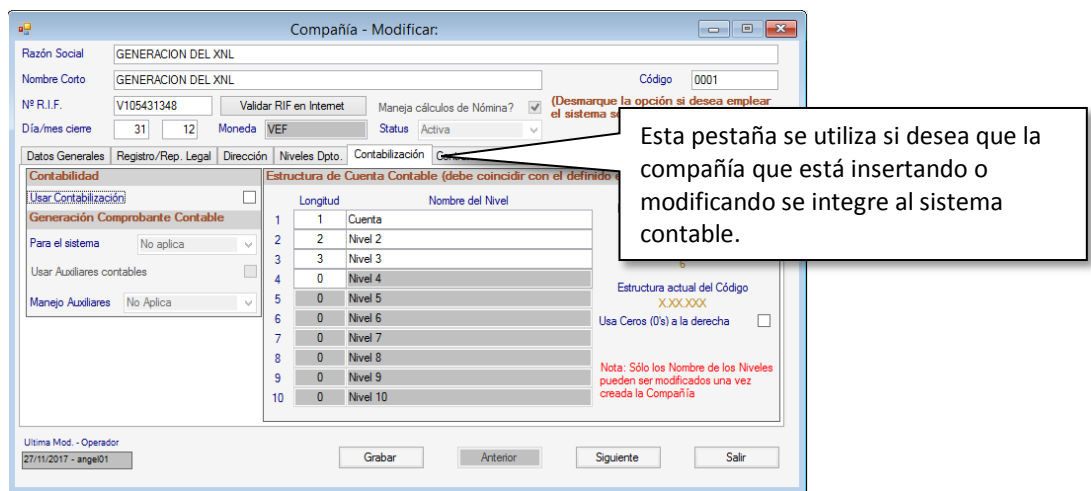 Compañía - Modificar:
Razón Social GENERACION DEL XNL
Nombre Corto GENERACION DEL XNL Código 0001
Nº R.I.F. V105431348 Validar RIF en Internet Maneja cálculos de Nómina? (Desmarque la opción si desea emplear
el sistema
Día/mes cierre 31 12 Moneda VEF Status Activa
Datos Generales Registro/Rep. Legal Dirección Niveles Dpto. Contabilización
Contabilidad
Usar Contabilización
Generación Comprobante Contable
Para el sistema No aplica
Usar Auxiliares contables
Manejo Auxiliares No Aplica
Estructura de Cuenta Contable (debe coincidir con el definido
Longitud Nombre del Nivel
1 1 Cuenta
2 2 Nivel 2
3 3 Nivel 3
4 0 Nivel 4
5 0 Nivel 5
6 0 Nivel 6
7 0 Nivel 7
8 0 Nivel 8
9 0 Nivel 9
10 0 Nivel 10
6
Estructura actual del Código
X.XX.XXX
Usa Ceros (0's) a la derecha
Nota: Sólo los Nombre de los Niveles
pueden ser modificados una vez
creada la Compañía
Esta pestaña se utiliza si desea que la
compañía que está insertando o
modificando se integre al sistema
contable.
Ultima Mod. - Operador
27/11/2017 - angel01
Grabar Anterior Siguiente Salir